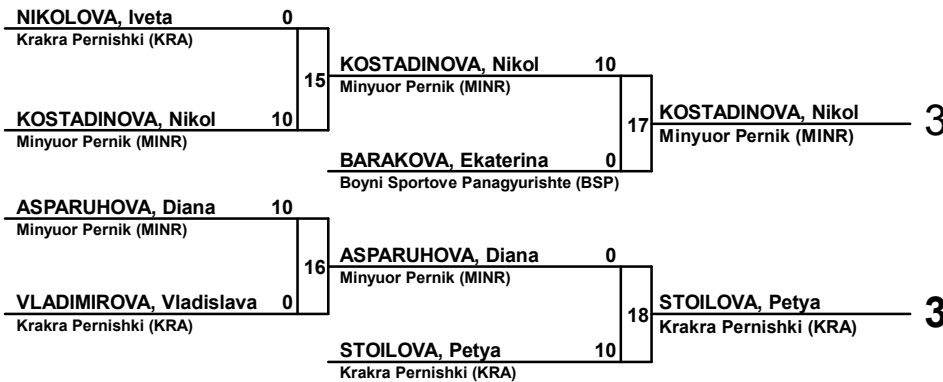 NIKOLOVA, Iveta 0
Krakra Pernishki (KRA)
15
KOSTADINOVA, Nikol 10
Minyuor Pernik (MINR)
KOSTADINOVA, Nikol 10
Minyuor Pernik (MINR)
17
KOSTADINOVA, Nikol
Minyuor Pernik (MINR)
3
BARAKOVA, Ekaterina 0
Boyni Sportove Panagyurishte (BSP)
ASPARUHOVA, Diana 10
Minyuor Pernik (MINR)
16
VLADIMIROVA, Vladislava 0
Krakra Pernishki (KRA)
ASPARUHOVA, Diana 0
Minyuor Pernik (MINR)
18
STOILOVA, Petya
Krakra Pernishki (KRA)
3
STOILOVA, Petya 10
Krakra Pernishki (KRA)